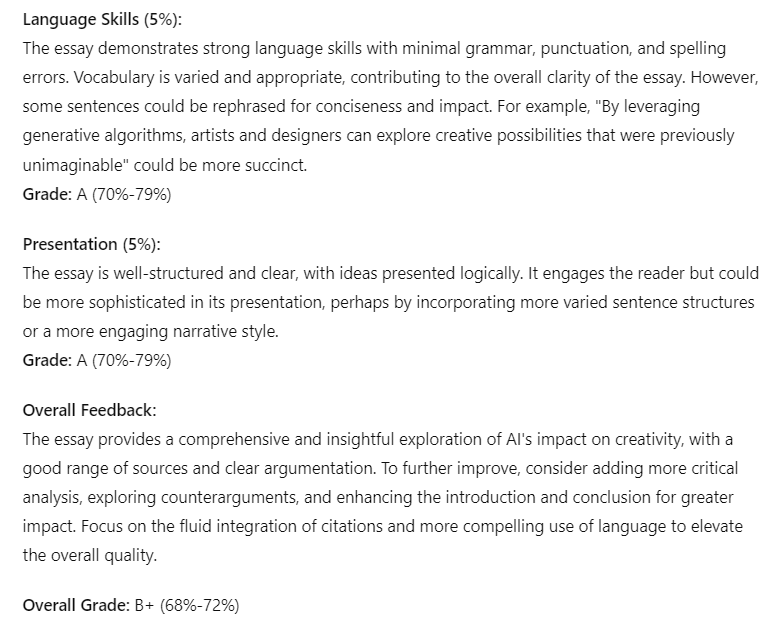 Language Skills (5%):
The essay demonstrates strong language skills with minimal grammar, punctuation, and spelling
errors. Vocabulary is varied and appropriate, contributing to the overall clarity of the essay. However,
some sentences could be rephrased for conciseness and impact. For example, "By leveraging
generative algorithms, artists and designers can explore creative possibilities that were previously
unimaginable" could be more succinct.
Grade: A (70%-79%)
Presentation (5%):
The essay is well-structured and clear, with ideas presented logically. It engages the reader but could
be more sophisticated in its presentation, perhaps by incorporating more varied sentence structures
or a more engaging narrative style.
Grade: A (70%-79%)
Overall Feedback:
The essay provides a comprehensive and insightful exploration of AI's impact on creativity, with a
good range of sources and clear argumentation. To further improve, consider adding more critical
analysis, exploring counterarguments, and enhancing the introduction and conclusion for greater
impact. Focus on the fluid integration of citations and more compelling use of language to elevate
the overall quality.
Overall Grade: B+ (68%-72%)